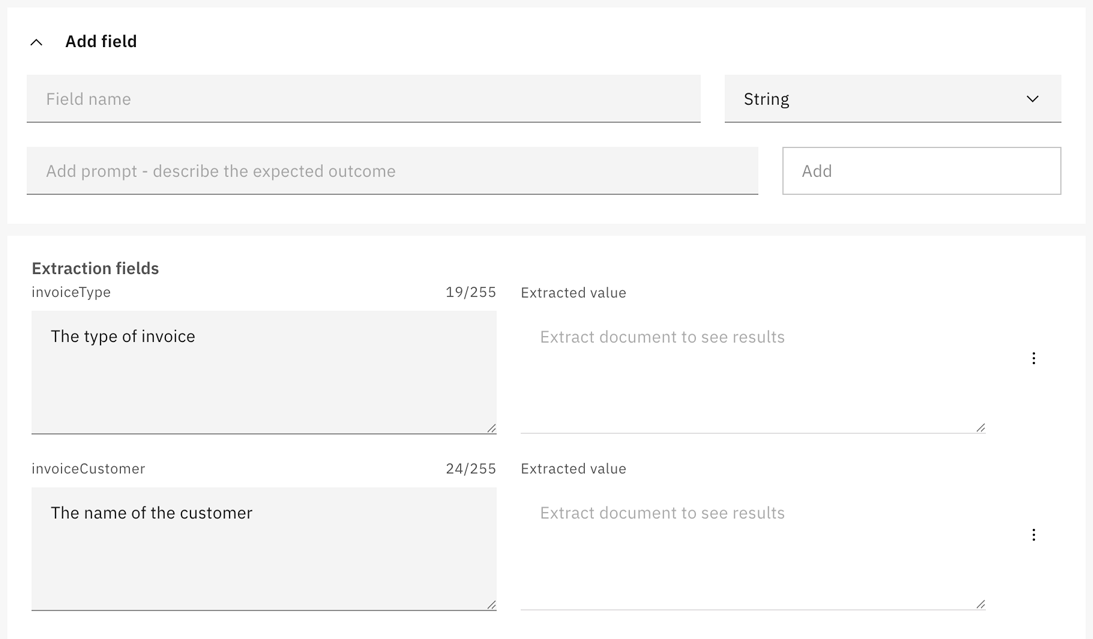 Add field
Field name
String
Add prompt - describe the expected outcome
Add
Extraction fields
invoiceType 19/255 Extracted value
The type of invoice Extract document to see results
invoiceCustomer 24/255 Extracted value
The name of the customer Extract document to see results